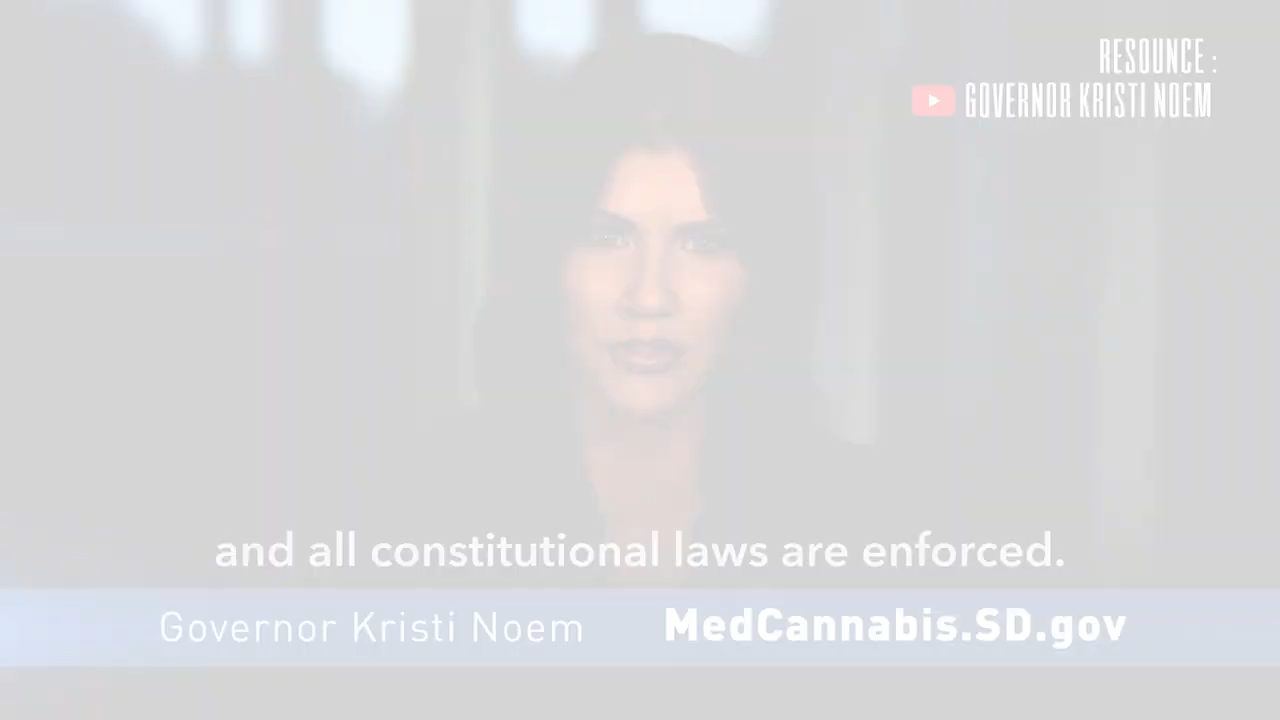 RESOUNCE :
GOVERNOR KRISTI NOEM
and all constitutional laws are enforced.
Governor Kristi Noem MedCannabis.SD.gov